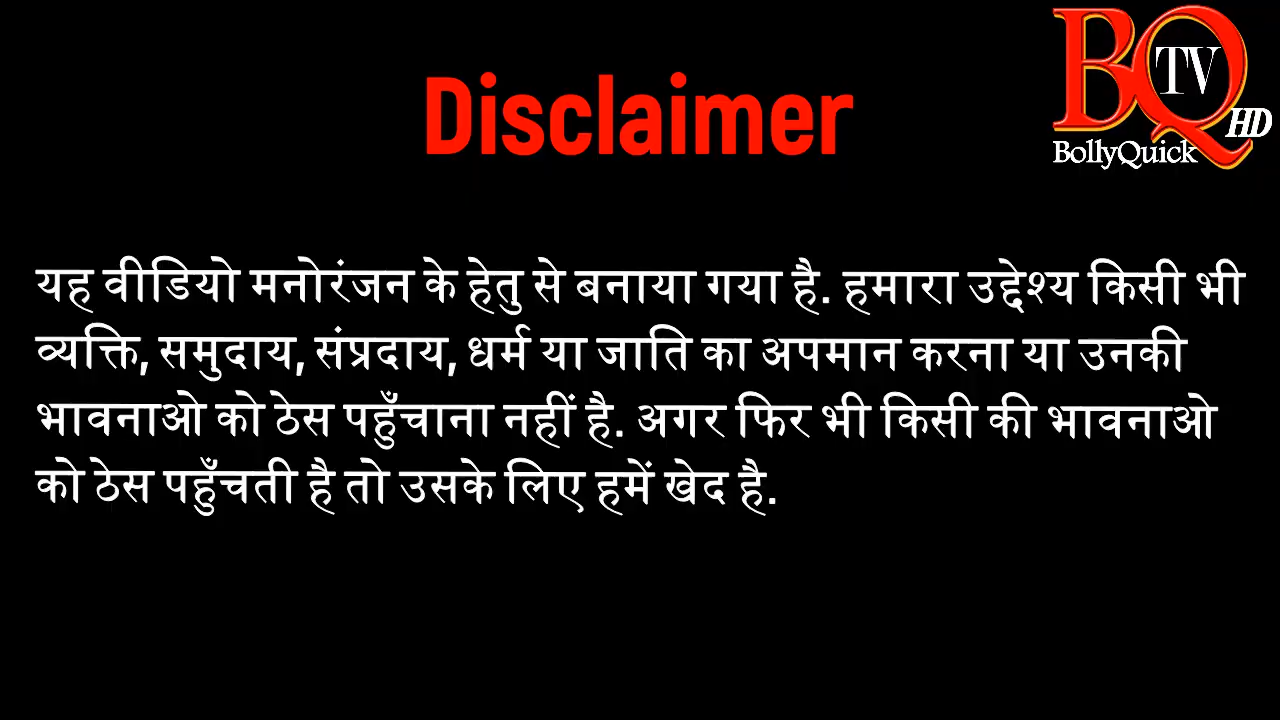 Disclaimer
BQ
TV
HD
BollyQuick
यह वीडियो मनोरंजन के हेतु से बनाया गया है. हमारा उद्देश्य किसी भी
व्यक्ति, समुदाय, संप्रदाय, धर्म या जाति का अपमान करना या उनकी
भावनाओ को ठेस पहुँचाना नहीं है. अगर फिर भी किसी की भावनाओ
को ठेस पहुँचती है तो उसके लिए हमें खेद है.